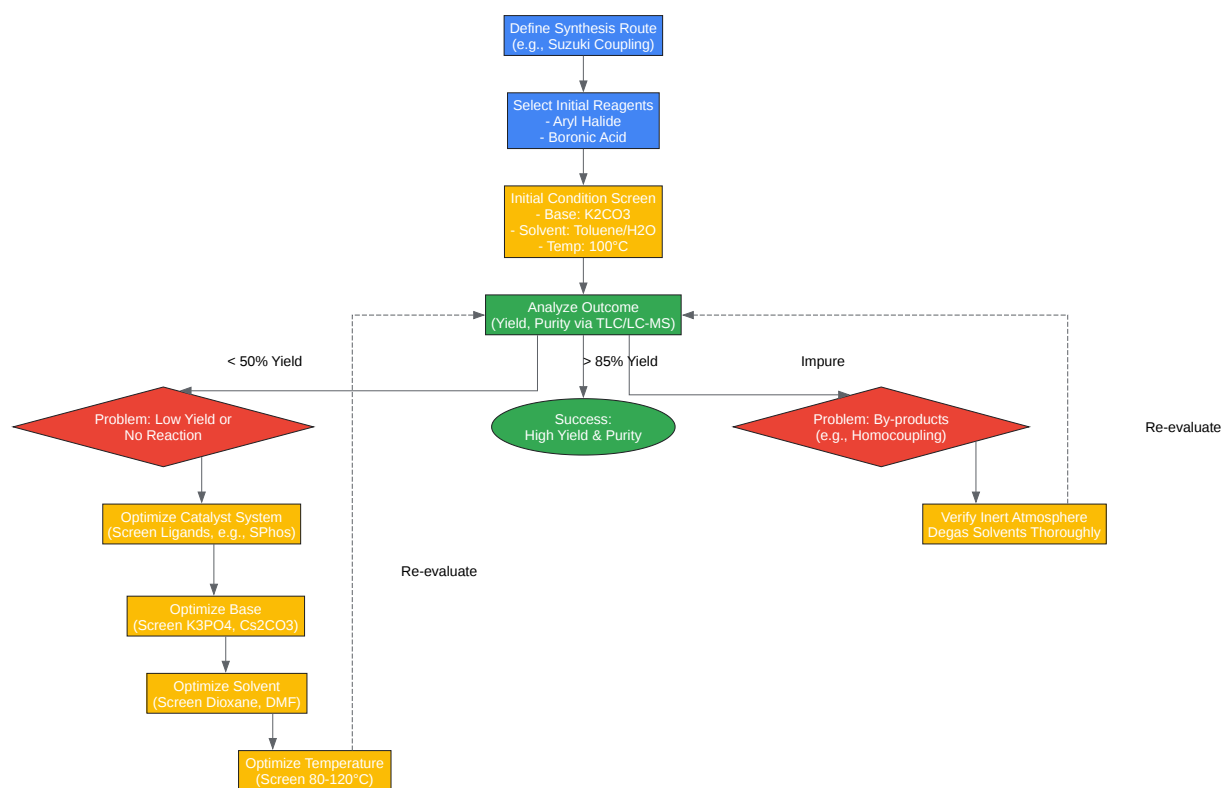 Define Synthesis Route
(e.g., Suzuki Coupling)
Select Initial Reagents
- Aryl Halide
- Boronic Acid
Initial Condition Screen
- Base: K2CO3
- Solvent: Toluene/H2O
- Temp: 100°C
Analyze Outcome
(Yield, Purity via TLC/LC-MS)
< 50% Yield
> 85% Yield
Impure
Problem: Low Yield or
No Reaction
Success:
High Yield & Purity
Problem: By-products
(e.g., Homocoupling)
Re-evaluate
Optimize Catalyst System
(Screen Ligands, e.g., SPhos)
Verify Inert Atmosphere
Degas Solvents Thoroughly
Re-evaluate
Optimize Base
(Screen K3PO4, Cs2CO3)
Optimize Solvent
(Screen Dioxane, DMF)
Optimize Temperature
(Screen 80-120°C)